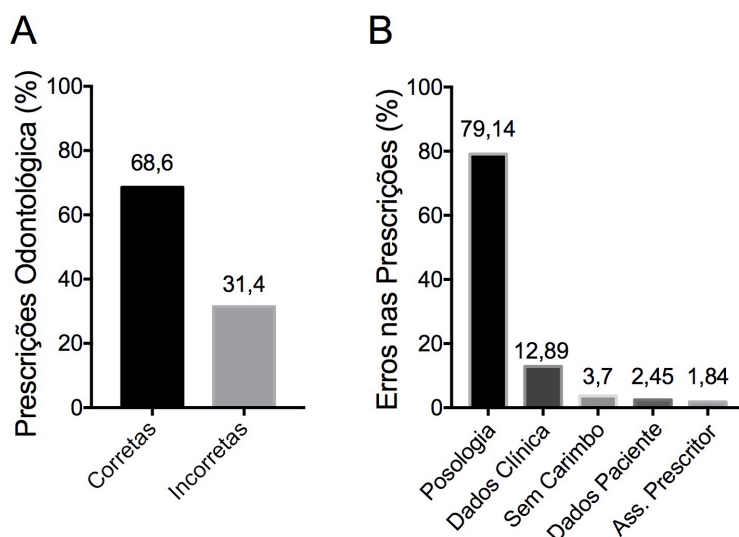 A
Prescrições Odontológica (%)
100
80
60
40
20
0
68,6
31,4
Corretas
Incorretas
B
Erros nas Prescrições (%)
100
80
60
40
20
0
79,14
12,89
3,7
2,45
1,84
Posologia
Dados Clínica
Sem Carimbo
Dados Paciente
Ass. Prescritor